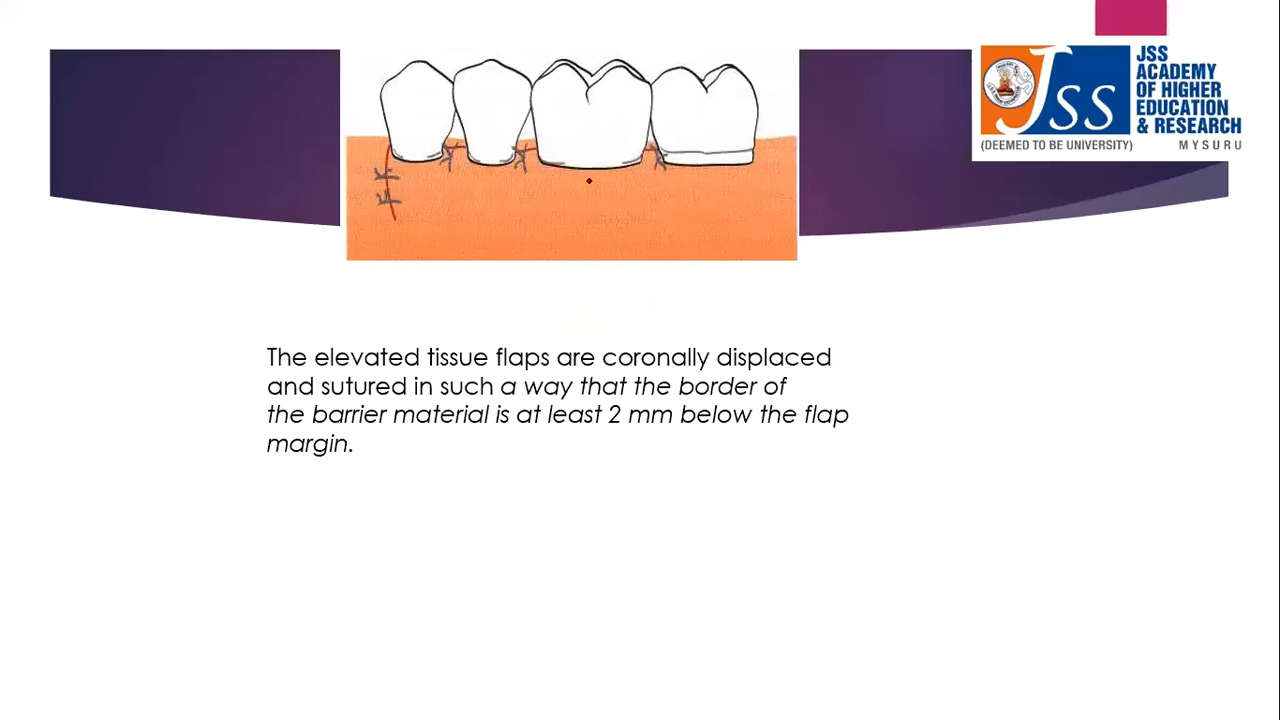 JSS
JSS
ACADEMY
OF HIGHER
EDUCATION
& RESEARCH
(DEEMED TO BE UNIVERSITY) MYSURU
The elevated tissue flaps are coronally displaced
and sutured in such a way that the border of
the barrier material is at least 2 mm below the flap
margin.